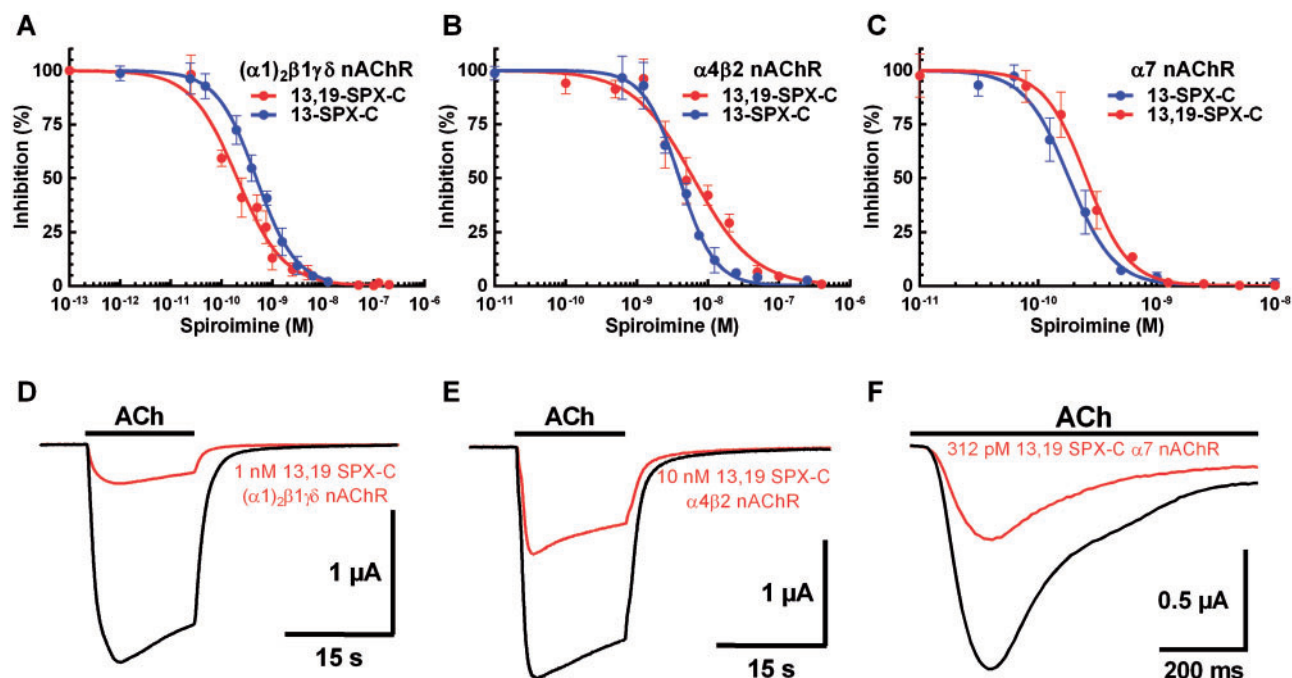 A
(α1)₂β1γδ nAChR
13,19-SPX-C
13-SPX-C
Inhibition (%)
100
75
50
25
0
10⁻¹³ 10⁻¹² 10⁻¹¹ 10⁻¹⁰ 10⁻⁹ 10⁻⁸ 10⁻⁷ 10⁻⁶
Spiroimine (M)
B
α4β2 nAChR
13,19-SPX-C
13-SPX-C
Inhibition (%)
100
75
50
25
0
10⁻¹¹ 10⁻¹⁰ 10⁻⁹ 10⁻⁸ 10⁻⁷ 10⁻⁶
Spiroimine (M)
C
α7 nAChR
13-SPX-C
13,19-SPX-C
Inhibition (%)
100
75
50
25
0
10⁻¹¹ 10⁻¹⁰ 10⁻⁹ 10⁻⁸
Spiroimine (M)
D
ACh
1 nM 13,19 SPX-C
(α1)₂β1γδ nAChR
1 µA
15 s
E
ACh
10 nM 13,19 SPX-C
α4β2 nAChR
1 µA
15 s
F
ACh
312 pM 13,19 SPX-C α7 nAChR
0.5 µA
200 ms